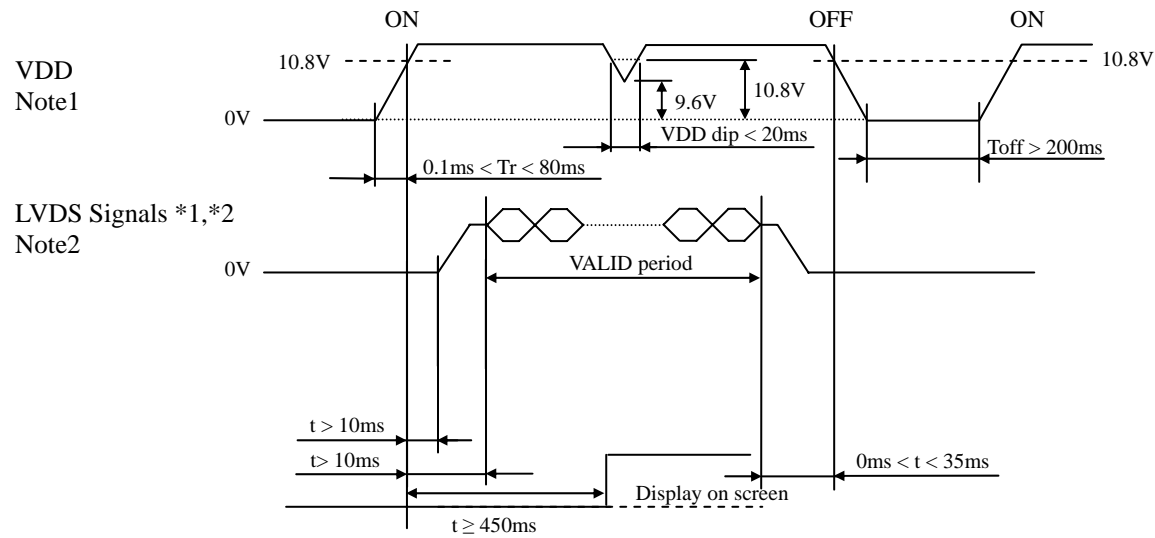 ON
OFF
ON
VDD
Note1
10.8V
10.8V
10.8V
9.6V
0V
VDD dip < 20ms
Toff > 200ms
0.1ms < Tr < 80ms
LVDS Signals *1,*2
Note2
VALID period
0V
t > 10ms
t> 10ms
0ms < t < 35ms
Display on screen
t ≥ 450ms